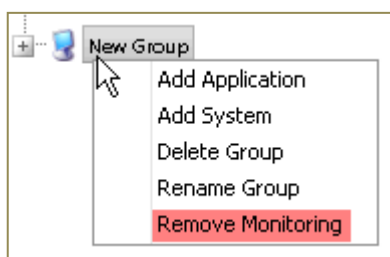 New Group
Add Application
Add System
Delete Group
Rename Group
Remove Monitoring